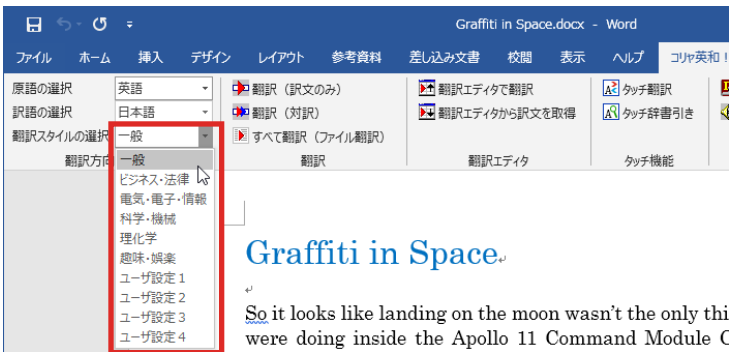 Graffiti in Space.docx - Word
ファイル ホーム 挿入 デザイン レイアウト 参考資料 差し込み文書 校閲 表示 ヘルプ コリャ英和！
原語の選択 英語
訳語の選択 日本語
翻訳スタイルの選択 一般
翻訳方向
翻訳（訳文のみ）
翻訳（対訳）
すべて翻訳（ファイル翻訳）
翻訳
翻訳エディタで翻訳
翻訳エディタから訳文を取得
翻訳エディタ
タッチ翻訳
タッチ辞書引き
タッチ機能
一般
ビジネス・法律
電気・電子・情報
科学・機械
理化学
趣味・娯楽
ユーザ設定1
ユーザ設定2
ユーザ設定3
ユーザ設定4
Graffiti in Space
So it looks like landing on the moon wasn't the only thi
were doing inside the Apollo 11 Command Module C